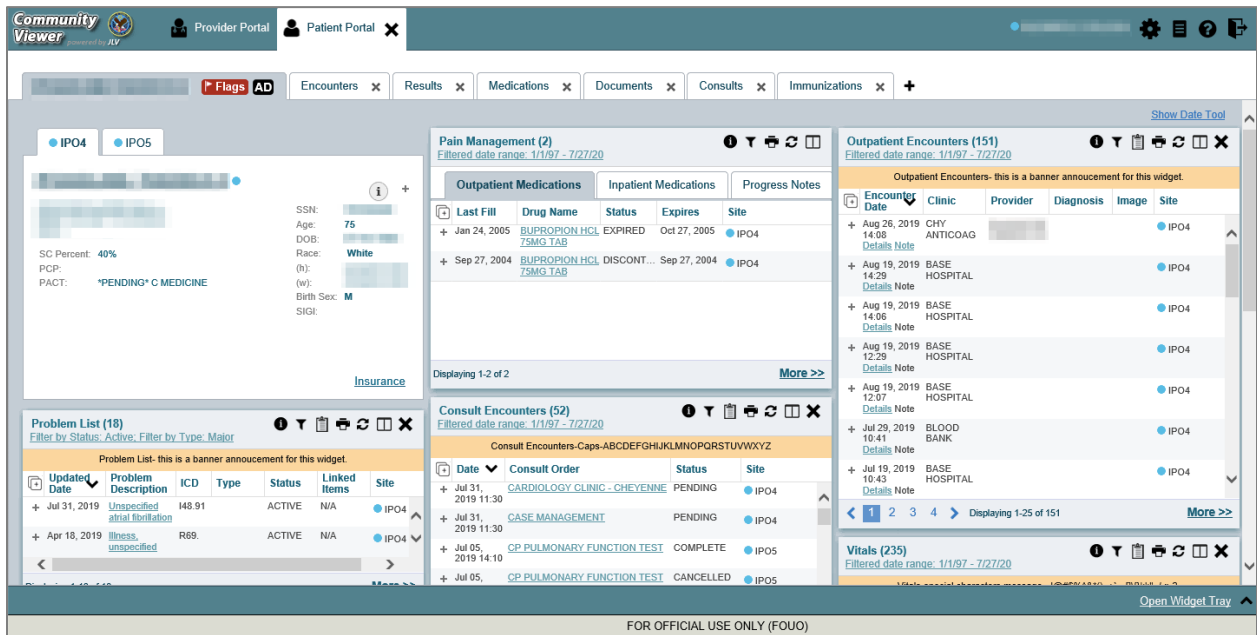 Community
Viewer powered by JLV
Provider Portal
Patient Portal
Flags AD
Encounters
Results
Medications
Documents
Consults
Immunizations
Show Date Tool
IPO4
IPO5
SSN:
Age: 75
DOB:
SC Percent: 40%
Race: White
PCP:
(h):
PACT: *PENDING* C MEDICINE
(w):
Birth Sex: M
SIGI:
Insurance
Problem List (18)
Filter by Status: Active; Filter by Type: Major
Problem List- this is a banner annoucement for this widget.
Updated Date Problem Description ICD Type Status Linked Items Site
Jul 31, 2019 Unspecified atrial fibrillation I48.91 ACTIVE N/A IPO4
Apr 18, 2019 Illness, unspecified R69. ACTIVE N/A IPO4
More >>
Pain Management (2)
Filtered date range: 1/1/97 - 7/27/20
Outpatient Medications Inpatient Medications Progress Notes
Last Fill Drug Name Status Expires Site
Jan 24, 2005 BUPROPION HCL 75MG TAB EXPIRED Oct 27, 2005 IPO4
Sep 27, 2004 BUPROPION HCL 75MG TAB DISCONT... Sep 27, 2004 IPO4
Displaying 1-2 of 2 More >>
Consult Encounters (52)
Filtered date range: 1/1/97 - 7/27/20
Consult Encounters-Caps-ABCDEFGHIJKLMNOPQRSTUVWXYZ
Date Consult Order Status Site
Jul 31, 2019 11:30 CARDIOLOGY CLINIC - CHEYENNE PENDING IPO4
Jul 31, 2019 11:30 CASE MANAGEMENT PENDING IPO4
Jul 05, 2019 14:10 CP PULMONARY FUNCTION TEST COMPLETE IPO5
Jul 05, CP PULMONARY FUNCTION TEST CANCELLED IPO5
Outpatient Encounters (151)
Filtered date range: 1/1/97 - 7/27/20
Outpatient Encounters- this is a banner annoucement for this widget.
Encounter Date Clinic Provider Diagnosis Image Site
Aug 26, 2019 14:08 CHY ANTICOAG IPO4
Details Note
Aug 19, 2019 14:29 BASE HOSPITAL IPO4
Details Note
Aug 19, 2019 14:06 BASE HOSPITAL IPO4
Details Note
Aug 19, 2019 12:29 BASE HOSPITAL IPO4
Details Note
Aug 19, 2019 12:07 BASE HOSPITAL IPO4
Details Note
Jul 29, 2019 10:41 BLOOD BANK IPO4
Details Note
Jul 19, 2019 10:43 BASE HOSPITAL IPO4
Details Note
1 2 3 4 Displaying 1-25 of 151 More >>
Vitals (235)
Filtered date range: 1/1/97 - 7/27/20
Open Widget Tray
FOR OFFICIAL USE ONLY (FOUO)